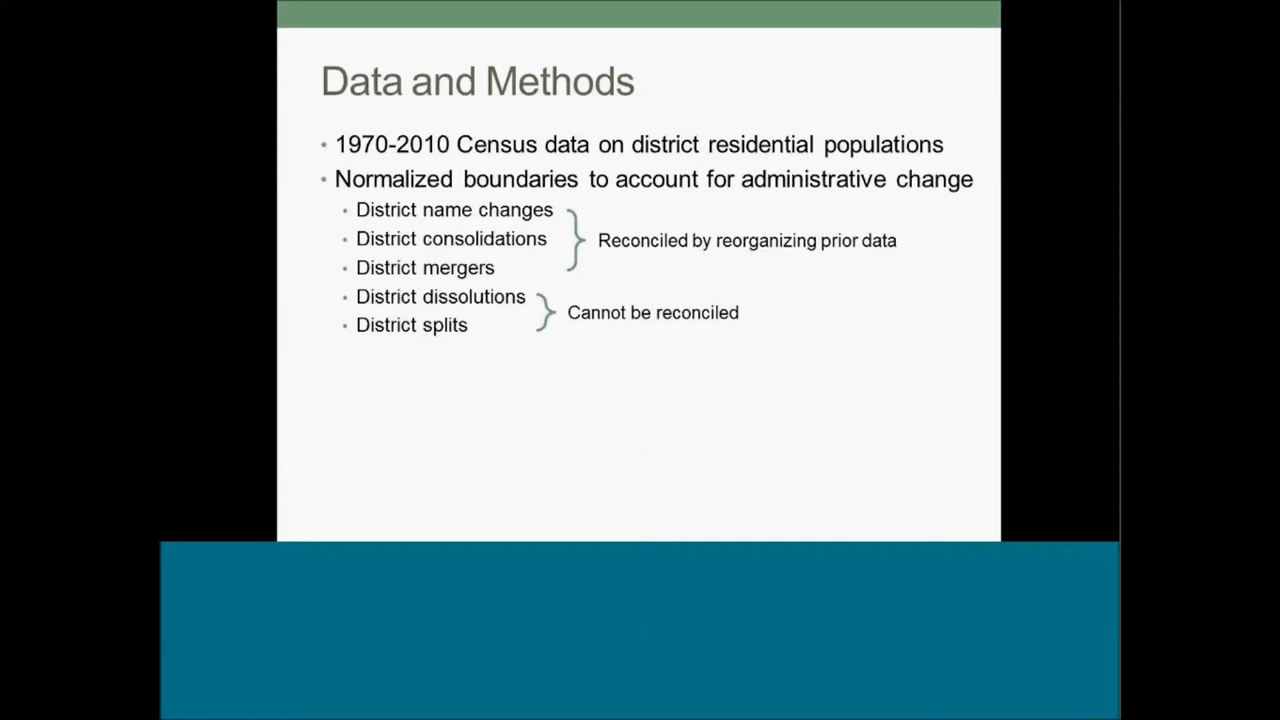 Data and Methods
• 1970-2010 Census data on district residential populations
• Normalized boundaries to account for administrative change
• District name changes
• District consolidations
• District mergers
Reconciled by reorganizing prior data
• District dissolutions
• District splits
Cannot be reconciled